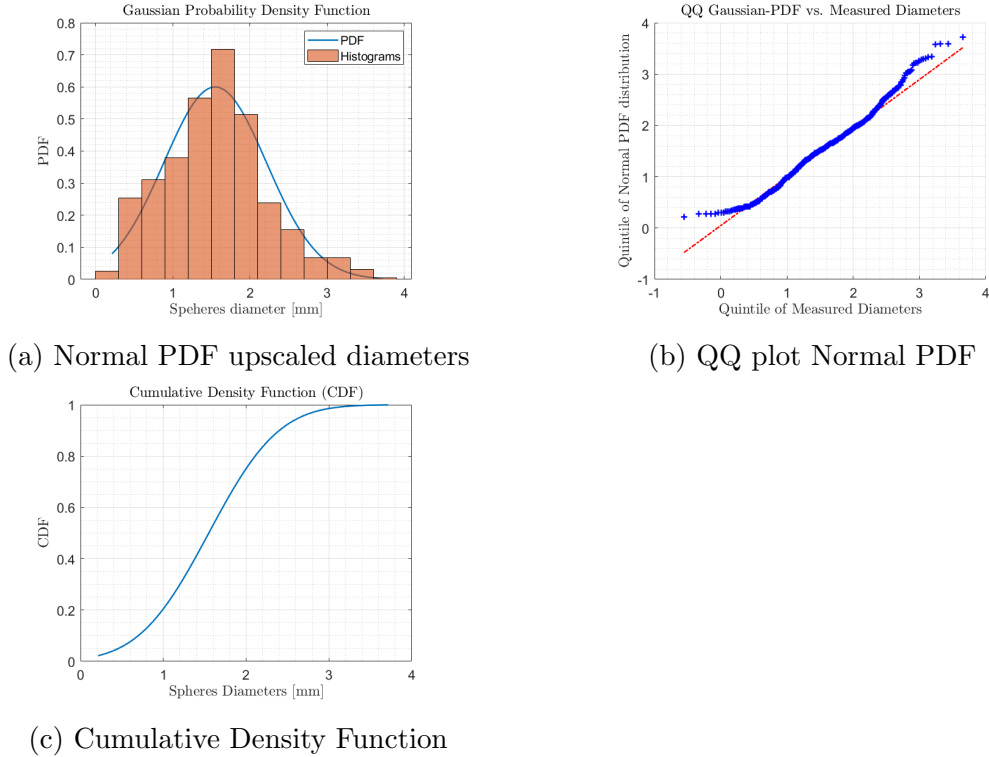 Gaussian Probability Density Function
0.8
0.7
0.6
0.5
0.4
0.3
0.2
0.1
0
PDF
PDF
Histograms
0 1 2 3 4
Speheres diameter [mm]
(a) Normal PDF upscaled diameters
QQ Gaussian-PDF vs. Measured Diameters
4
3
2
1
0
-1
Quintile of Normal PDF distribution
-1 0 1 2 3 4
Quintile of Measured Diameters
(b) QQ plot Normal PDF
Cumulative Density Function (CDF)
1
0.8
0.6
0.4
0.2
0
CDF
0 1 2 3 4
Spheres Diameters [mm]
(c) Cumulative Density Function